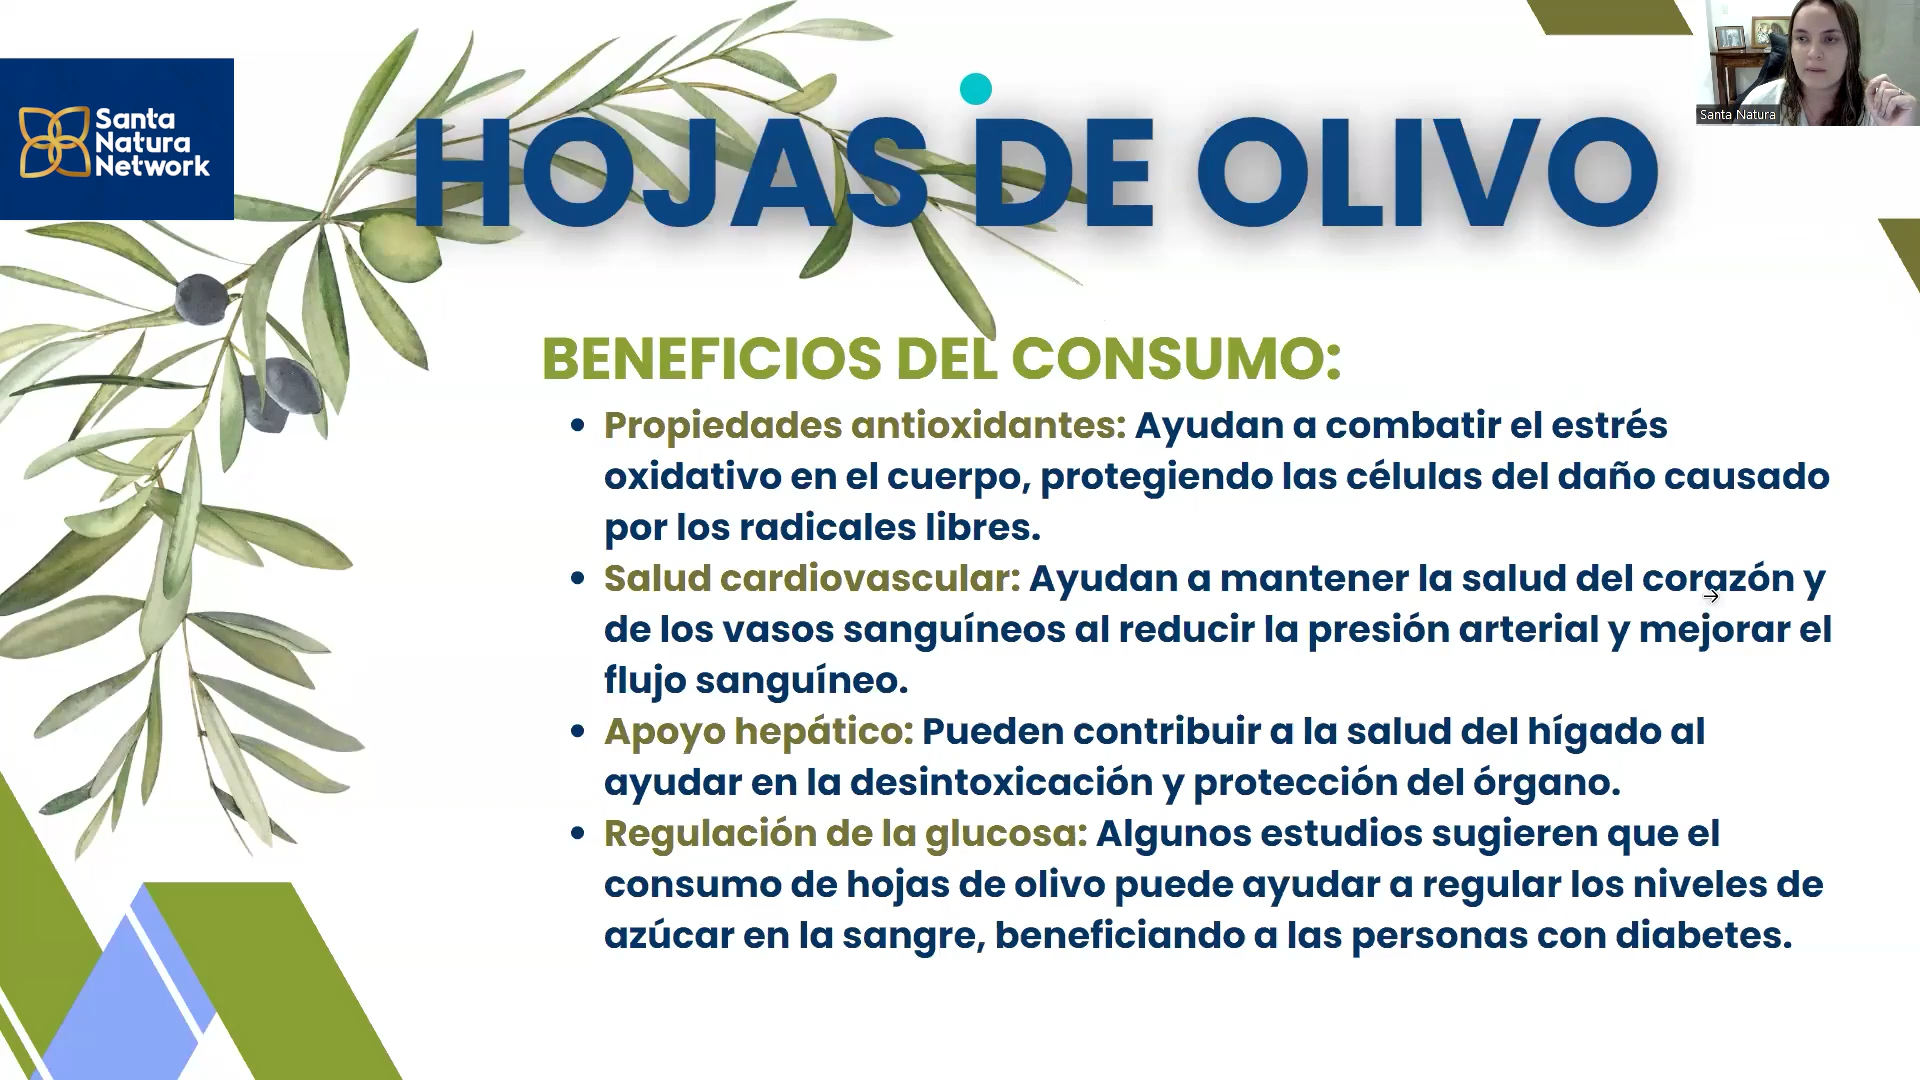 Santa
Natura
Network
Santa Natura
HOJAS DE OLIVO
BENEFICIOS DEL CONSUMO:
• Propiedades antioxidantes: Ayudan a combatir el estrés
oxidativo en el cuerpo, protegiendo las células del daño causado
por los radicales libres.
• Salud cardiovascular: Ayudan a mantener la salud del corazón y
de los vasos sanguíneos al reducir la presión arterial y mejorar el
flujo sanguíneo.
• Apoyo hepático: Pueden contribuir a la salud del hígado al
ayudar en la desintoxicación y protección del órgano.
• Regulación de la glucosa: Algunos estudios sugieren que el
consumo de hojas de olivo puede ayudar a regular los niveles de
azúcar en la sangre, beneficiando a las personas con diabetes.